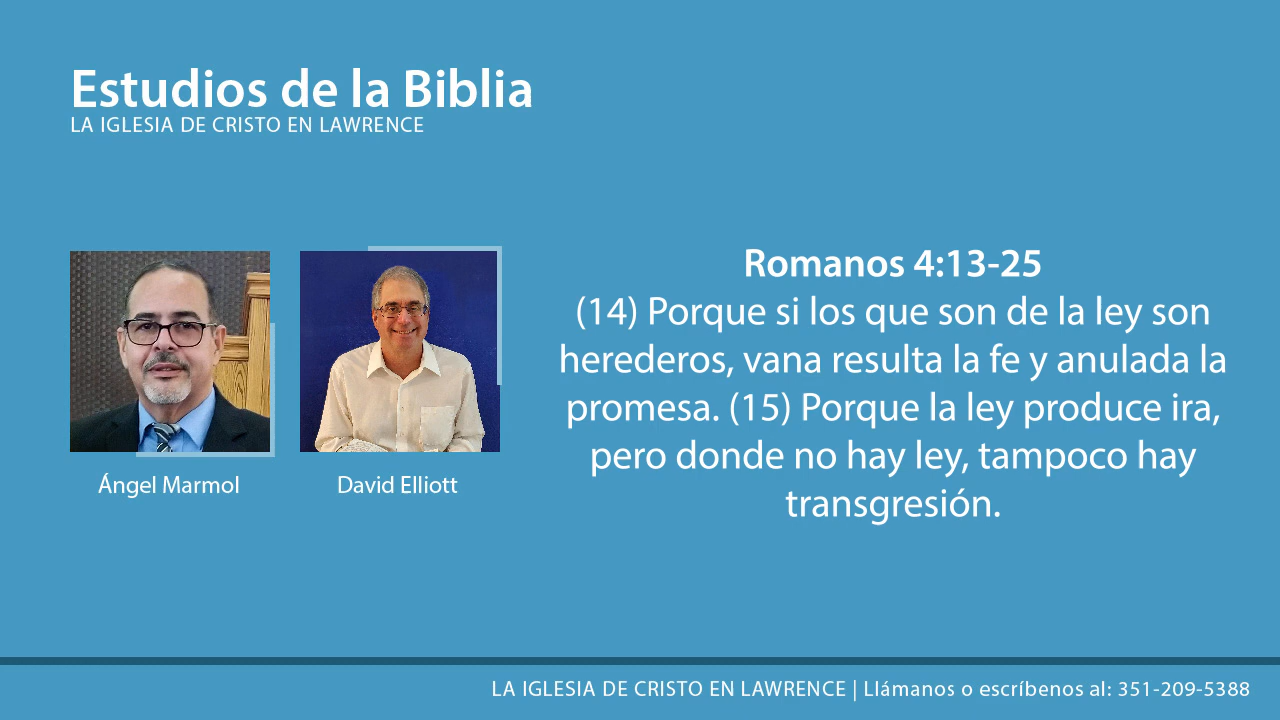 Estudios de la Biblia
LA IGLESIA DE CRISTO EN LAWRENCE
Ángel Marmol
David Elliott
Romanos 4:13-25
(14) Porque si los que son de la ley son
herederos, vana resulta la fe y anulada la
promesa. (15) Porque la ley produce ira,
pero donde no hay ley, tampoco hay
transgresión.
LA IGLESIA DE CRISTO EN LAWRENCE | Llámanos o escríbenos al: 351-209-5388